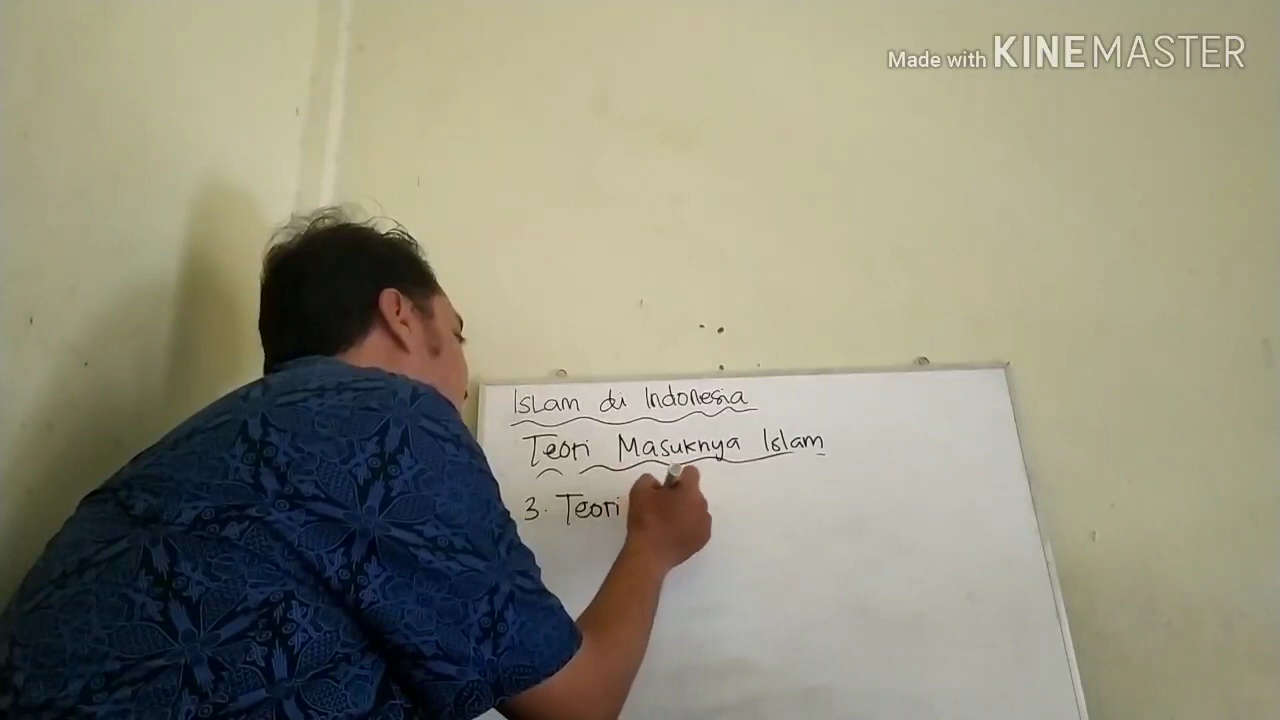 Made with KINEMASTER
Islam di Indonesia
Teori Masuknya Islam
3. Teori